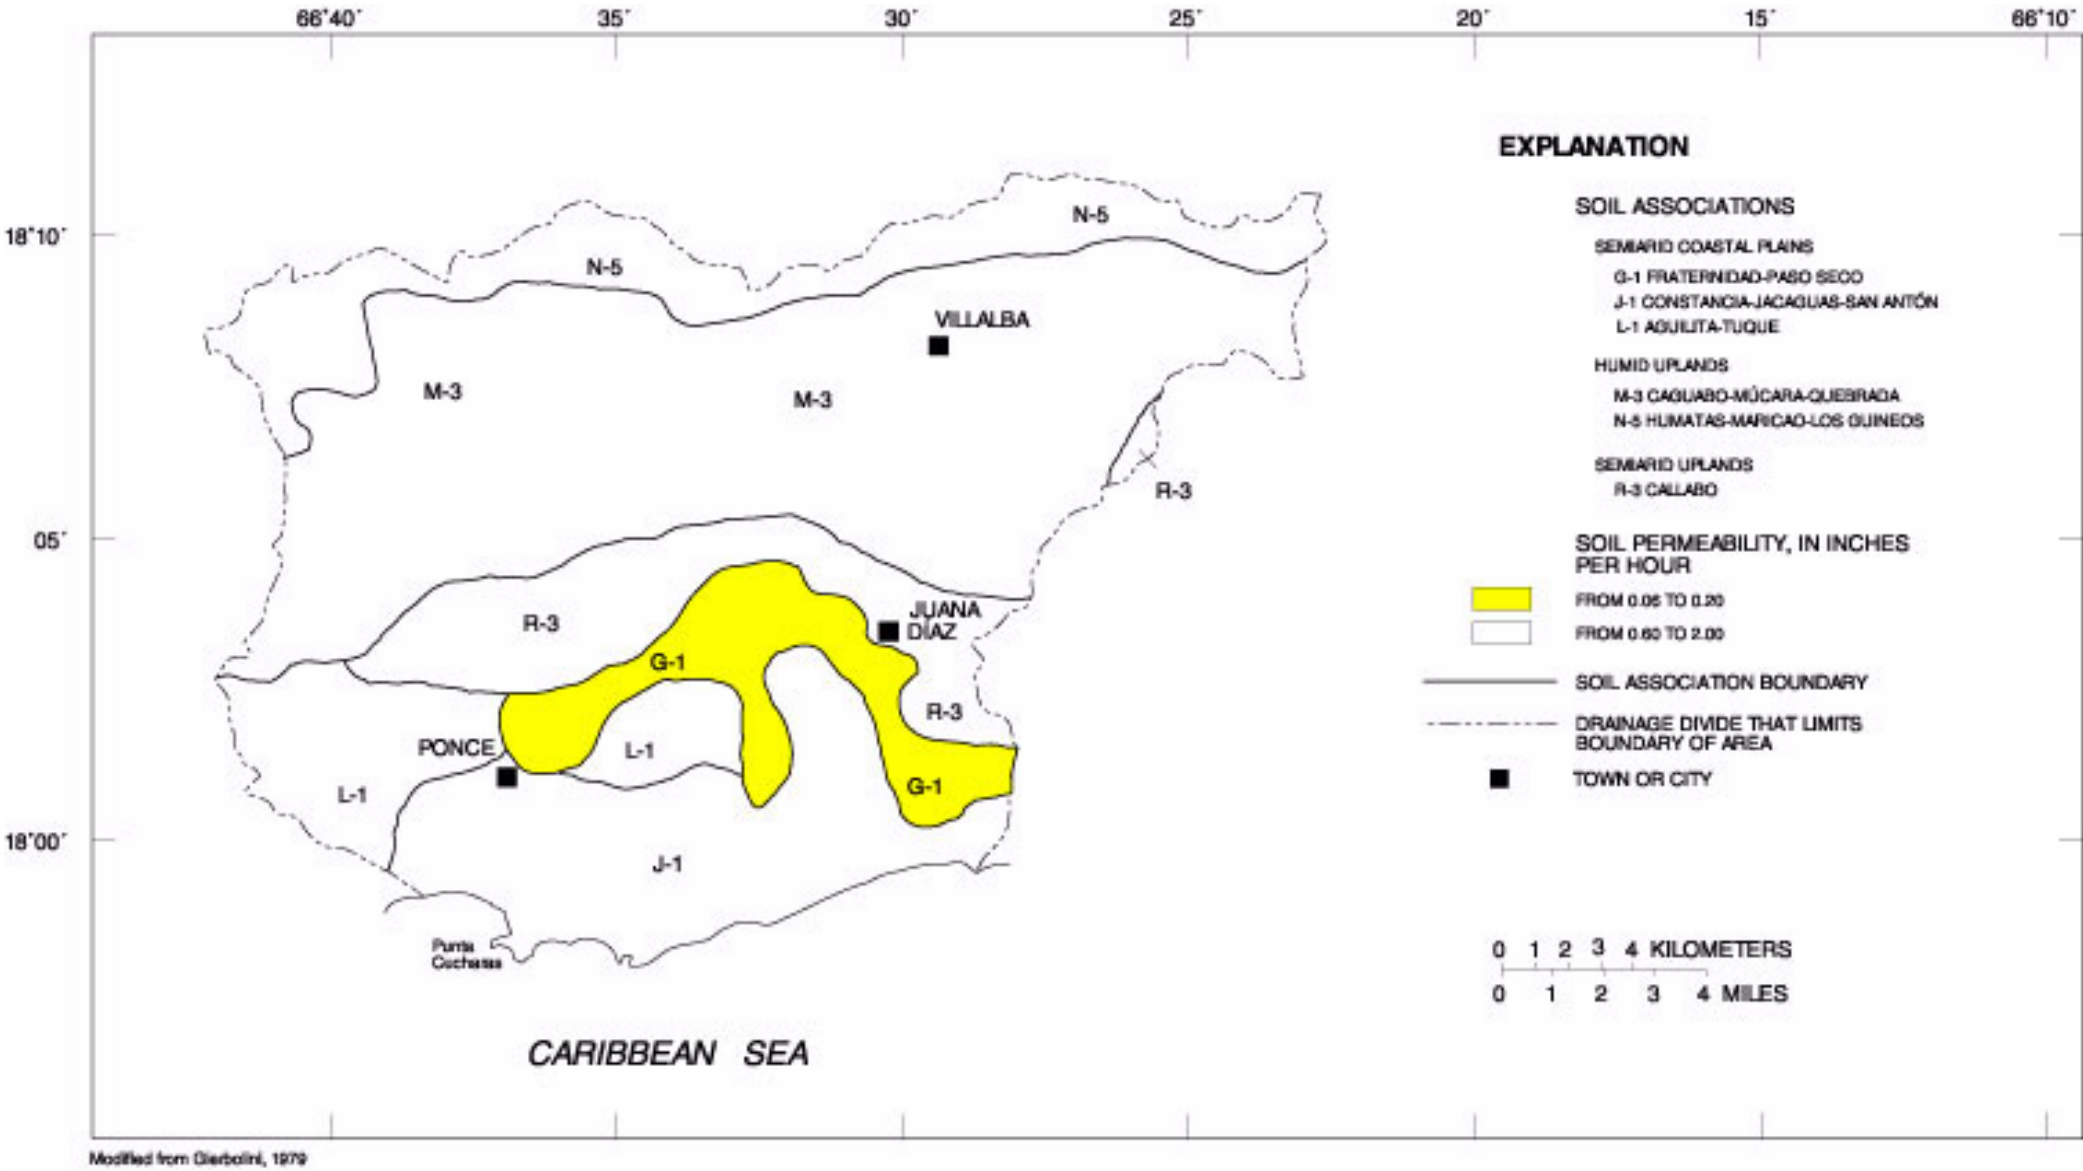 66°40' 35' 30' 25' 20' 15' 66°10'
N-5
18°10'
N-5
VILLALBA
M-3
M-3
R-3
05'
JUANA
DÍAZ
R-3
G-1
R-3
PONCE
L-1
G-1
L-1
18°00'
J-1
Punta
Cucharas
CARIBBEAN SEA
EXPLANATION
SOIL ASSOCIATIONS
SEMIARID COASTAL PLAINS
G-1 FRATERNIDAD-PASO SECO
J-1 CONSTANCIA-JACAGUAS-SAN ANTÓN
L-1 AGUILITA-TUQUE
HUMID UPLANDS
M-3 CAGUABO-MÚCARA-QUEBRADA
N-5 HUMATAS-MARICAO-LOS GUINEOS
SEMIARID UPLANDS
R-3 CALLABO
SOIL PERMEABILITY, IN INCHES
PER HOUR
FROM 0.06 TO 0.20
FROM 0.60 TO 2.00
SOIL ASSOCIATION BOUNDARY
DRAINAGE DIVIDE THAT LIMITS
BOUNDARY OF AREA
TOWN OR CITY
0 1 2 3 4 KILOMETERS
0 1 2 3 4 MILES
Modified from Gierbolini, 1979